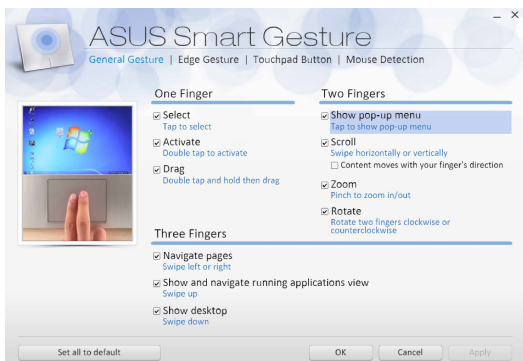 ASUS Smart Gesture
General Gesture | Edge Gesture | Touchpad Button | Mouse Detection
One Finger
Select
Tap to select
Activate
Double tap to activate
Drag
Double tap and hold then drag
Two Fingers
Show pop-up menu
Tap to show pop-up menu
Scroll
Swipe horizontally or vertically
Content moves with your finger's direction
Zoom
Pinch to zoom in/out
Rotate
Rotate two fingers clockwise or
counterclockwise
Three Fingers
Navigate pages
Swipe left or right
Show and navigate running applications view
Swipe up
Show desktop
Swipe down
Set all to default
OK
Cancel
Apply